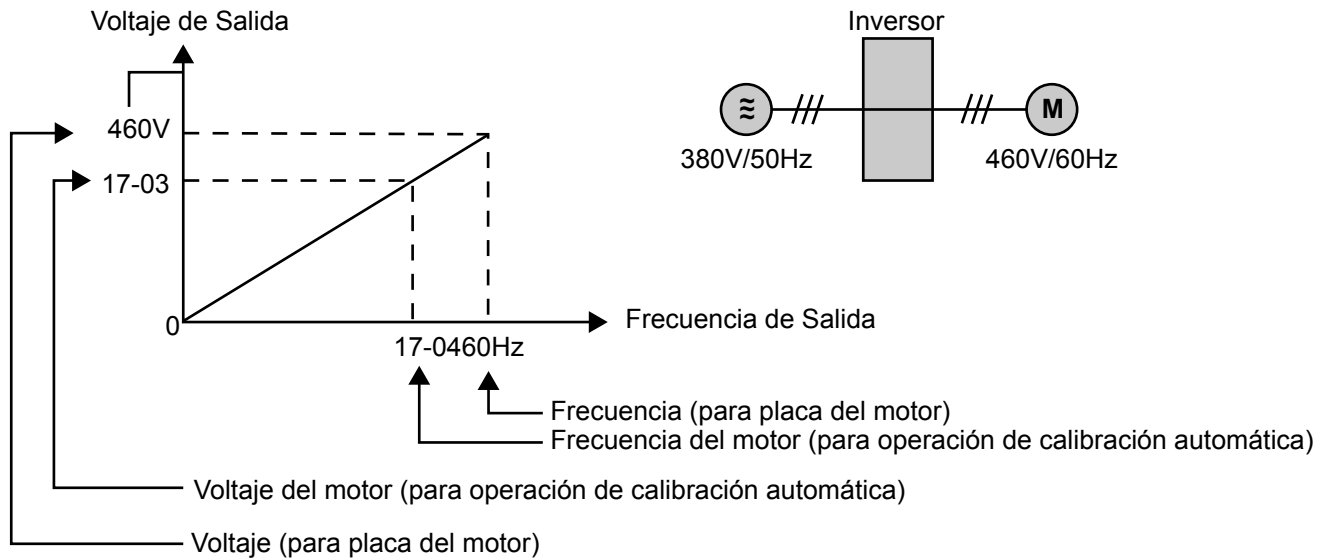 Voltaje de Salida
460V
17-03
0
17-0460Hz
Frecuencia de Salida
Frecuencia (para placa del motor)
Frecuencia del motor (para operación de calibración automática)
Voltaje del motor (para operación de calibración automática)
Voltaje (para placa del motor)
Inversor
M
380V/50Hz
460V/60Hz